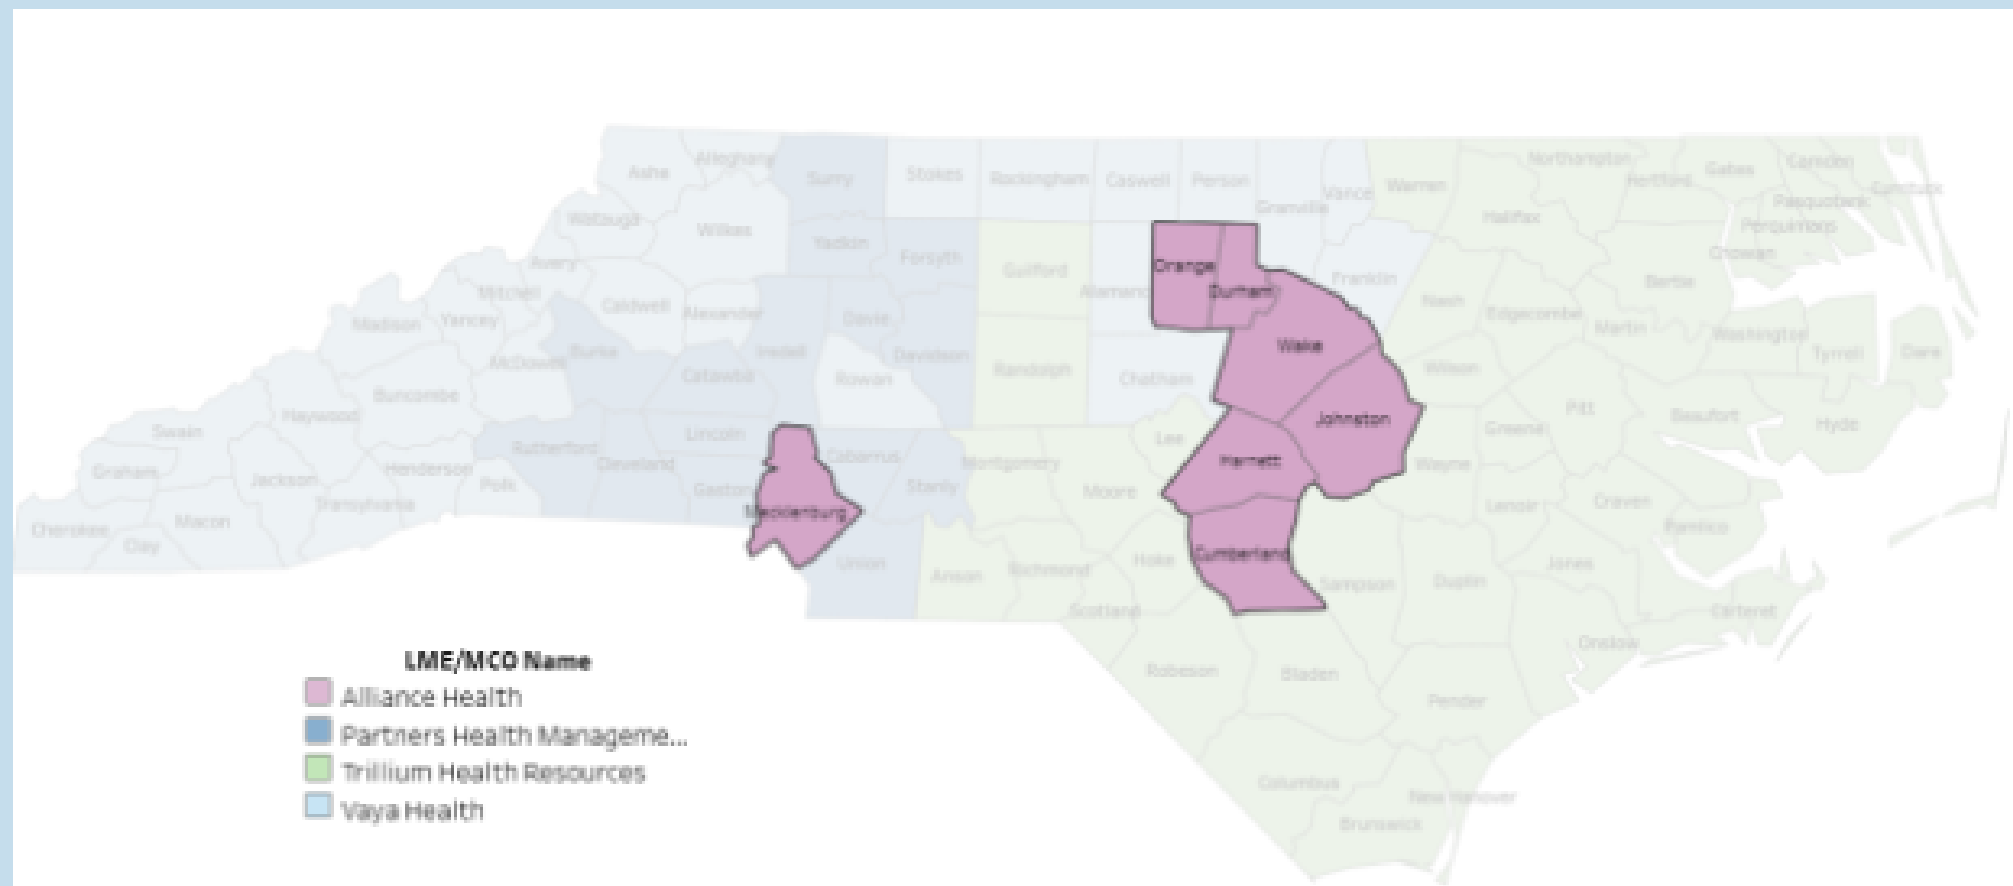 Alleghany
Ashe
Surry
Stokes
Rockingham
Caswell
Person
Vance
Granville
Warren
Northampton
Hertford
Gates
Camden
Currituck
Pasquotank
Perquimans
Chowan
Halifax
Bertie
Watauga
Wilkes
Yadkin
Forsyth
Guilford
Alamance
Orange
Durham
Franklin
Nash
Edgecombe
Martin
Washington
Tyrrell
Dare
Avery
Mitchell
Yancey
Madison
Caldwell
Alexander
Davie
Iredell
Davidson
Randolph
Chatham
Wake
Wilson
McDowell
Burke
Catawba
Rowan
Buncombe
Haywood
Swain
Johnston
Greene
Pitt
Beaufort
Hyde
Graham
Jackson
Henderson
Rutherford
Cleveland
Lincoln
Cabarrus
Montgomery
Lee
Harnett
Wayne
Cherokee
Macon
Clay
Transylvania
Polk
Gaston
Mecklenburg
Stanly
Moore
Lenoir
Craven
Pamlico
Union
Anson
Richmond
Hoke
Cumberland
Sampson
Duplin
Jones
Scotland
Carteret
Onslow
Robeson
Bladen
Pender
Columbus
New Hanover
Brunswick
LME/MCO Name
Alliance Health
Partners Health Manageme...
Trillium Health Resources
Vaya Health